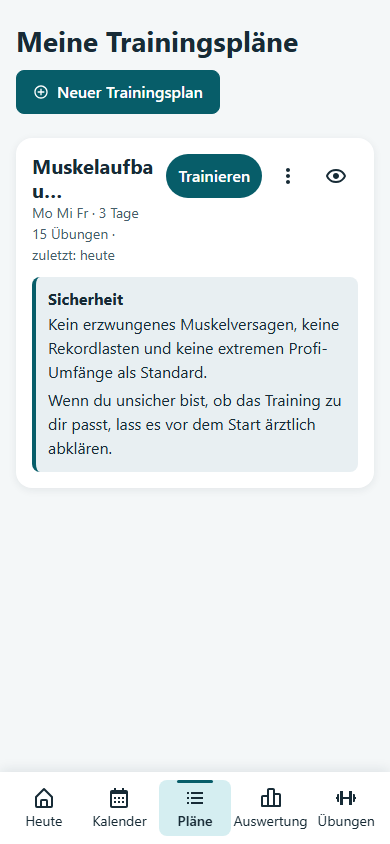 Meine Trainingspläne
Neuer Trainingsplan
Muskelaufba
u...
Trainieren
Mo Mi Fr · 3 Tage
15 Übungen ·
zuletzt: heute
Sicherheit
Kein erzwungenes Muskelversagen, keine
Rekordlasten und keine extremen Profi-
Umfänge als Standard.
Wenn du unsicher bist, ob das Training zu
dir passt, lass es vor dem Start ärztlich
abklären.
Heute
Kalender
Pläne
Auswertung
Übungen